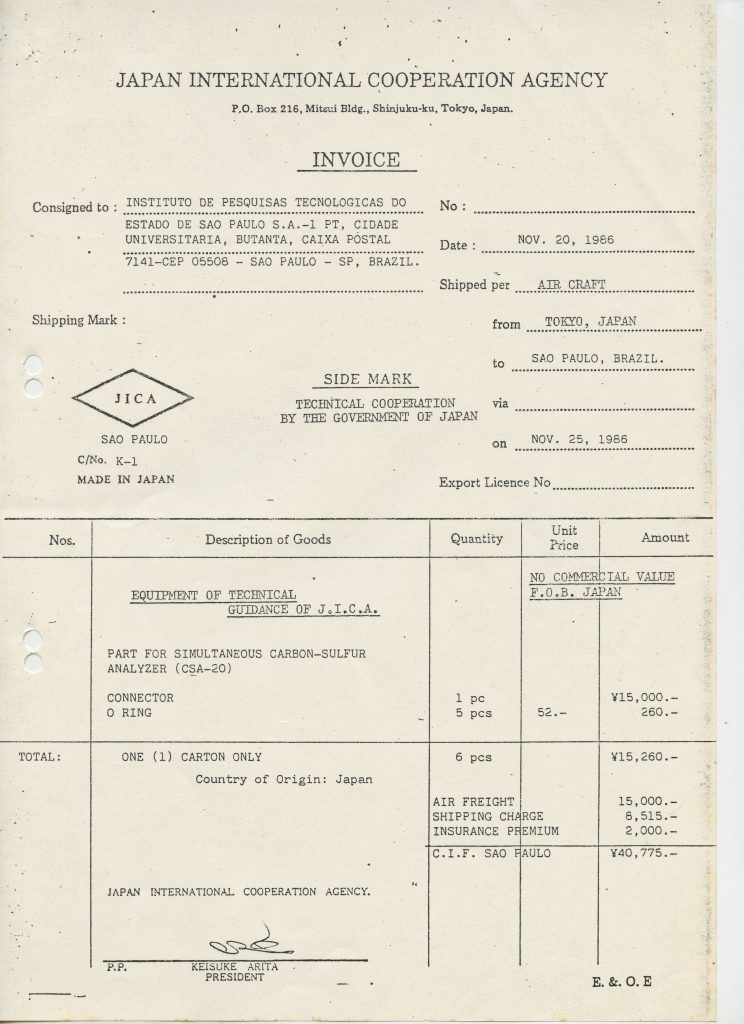 JAPAN INTERNATIONAL COOPERATION AGENCY
P.O. Box 216, Mitsui Bldg., Shinjuku-ku, Tokyo, Japan.
INVOICE
Consigned to : INSTITUTO DE PESQUISAS TECNOLOGICAS DO
ESTADO DE SAO PAULO S.A.-1 PT, CIDADE
UNIVERSITARIA, BUTANTA, CAIXA POSTAL
7141-CEP 05508 - SAO PAULO - SP, BRAZIL.
No :
Date : NOV. 20, 1986
Shipped per AIR CRAFT
from TOKYO, JAPAN
to SAO PAULO, BRAZIL.
via
on NOV. 25, 1986
Export Licence No
Shipping Mark :
JICA
SAO PAULO
C/No. K-1
MADE IN JAPAN
SIDE MARK
TECHNICAL COOPERATION
BY THE GOVERNMENT OF JAPAN
Nos. Description of Goods Quantity Unit Price Amount
NO COMMERCIAL VALUE
F.O.B. JAPAN
EQUIPMENT OF TECHNICAL
GUIDANCE OF J.I.C.A.
PART FOR SIMULTANEOUS CARBON-SULFUR
ANALYZER (CSA-20)
CONNECTOR 1 pc ¥15,000.-
O RING 5 pcs 52.- 260.-
TOTAL: ONE (1) CARTON ONLY 6 pcs ¥15,260.-
Country of Origin: Japan
AIR FREIGHT 15,000.-
SHIPPING CHARGE 8,515.-
INSURANCE PREMIUM 2,000.-
C.I.F. SAO PAULO ¥40,775.-
JAPAN INTERNATIONAL COOPERATION AGENCY.
P.P. KEISUKE ARITA
PRESIDENT
E. &. O. E